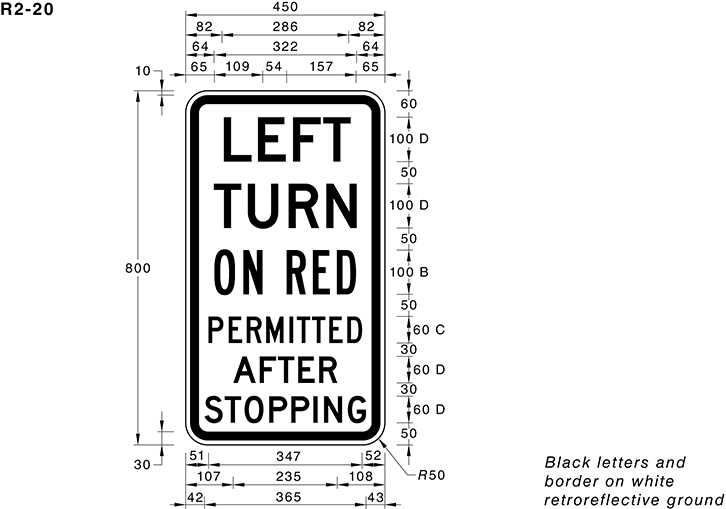 R2-20
450
82 286 82
64 322 64
65 109 54 157 65
10
60
LEFT
100 D
50
TURN
100 D
50
800
ON RED
100 B
50
PERMITTED
60 C
30
AFTER
60 D
30
STOPPING
60 D
50
30
51 347 52
R50
107 235 108
42 365 43
Black letters and
border on white
retroreflective ground